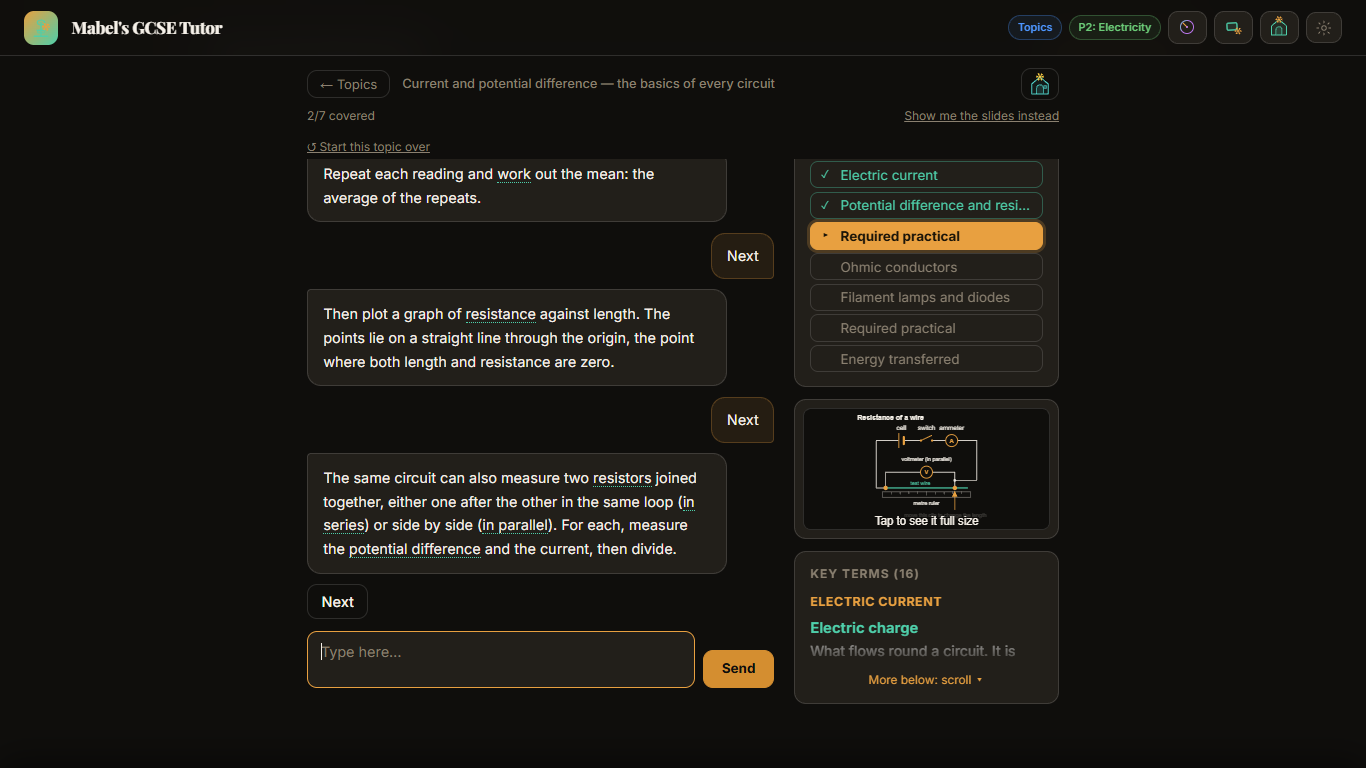 Mabel's GCSE Tutor
Topics
P2: Electricity
← Topics
Current and potential difference — the basics of every circuit
2/7 covered
Show me the slides instead
↺ Start this topic over
Repeat each reading and work out the mean: the
average of the repeats.
Next
Then plot a graph of resistance against length. The
points lie on a straight line through the origin, the point
where both length and resistance are zero.
Next
The same circuit can also measure two resistors joined
together, either one after the other in the same loop (in
series) or side by side (in parallel). For each, measure
the potential difference and the current, then divide.
Next
Type here...
Send
✓ Electric current
✓ Potential difference and resi...
▸ Required practical
Ohmic conductors
Filament lamps and diodes
Required practical
Energy transferred
Resistance of a wire
cell switch ammeter
A
voltmeter (in parallel)
V
test wire
metre ruler
Tap to see it full size
KEY TERMS (16)
ELECTRIC CURRENT
Electric charge
What flows round a circuit. It is
More below: scroll ▾